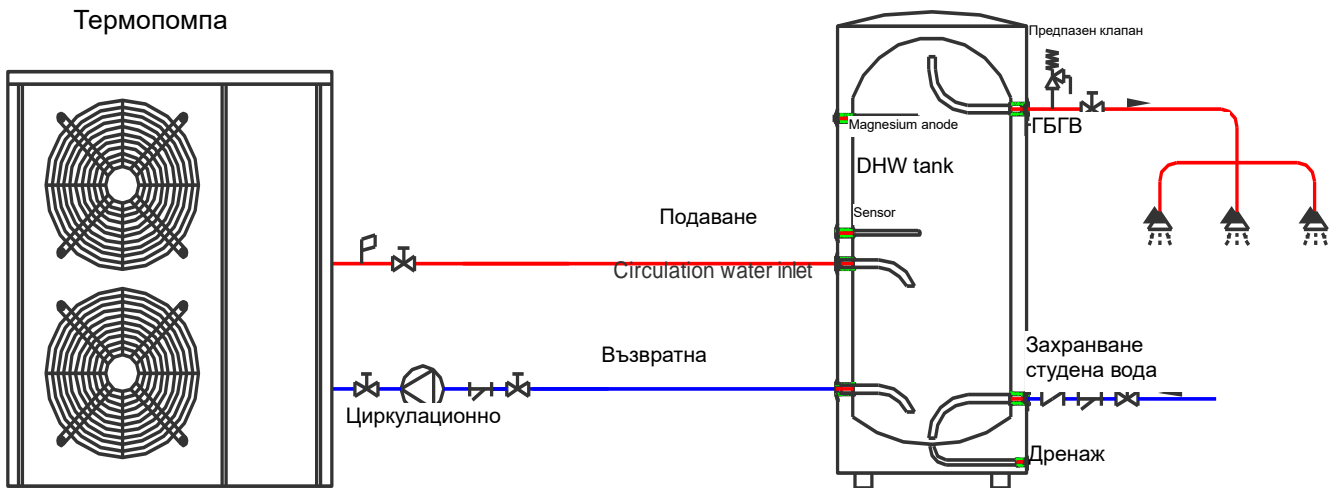 Термопомпа
Предпазен клапан
Magnesium anode
ГБГВ
DHW tank
Sensor
Подаване
Circulation water inlet
Възвратна
Захранване
студена вода
Циркулационно
Дренаж